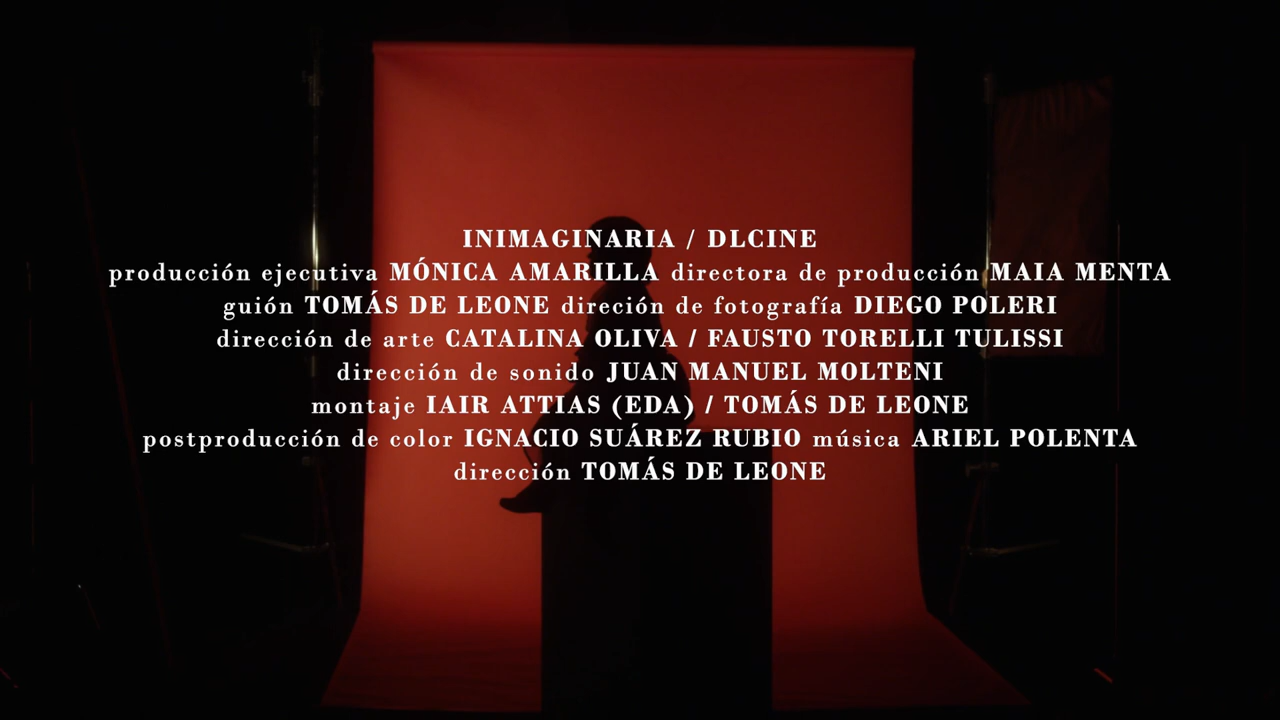 INIMAGINARIA / DLCINE
producción ejecutiva MÓNICA AMARILLA directora de producción MAIA MENTA
guión TOMÁS DE LEONE direción de fotografía DIEGO POLERI
dirección de arte CATALINA OLIVA / FAUSTO TORELLI TULISSI
dirección de sonido JUAN MANUEL MOLTENI
montaje IAIR ATTIAS (EDA) / TOMÁS DE LEONE
postproducción de color IGNACIO SUÁREZ RUBIO música ARIEL POLENTA
dirección TOMÁS DE LEONE